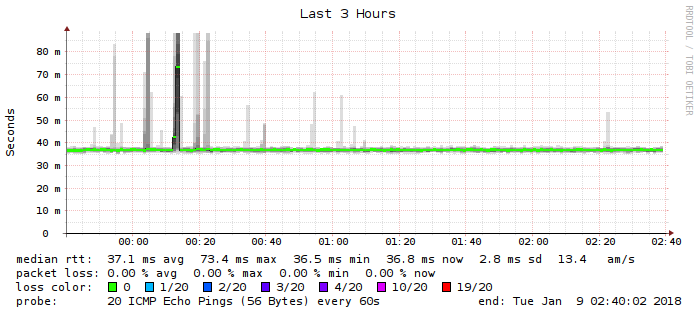 Last 3 Hours
RRDTOOL / TOBI OETIKER
Seconds
80 m
70 m
60 m
50 m
40 m
30 m
20 m
10 m
0
00:00 00:20 00:40 01:00 01:20 01:40 02:00 02:20 02:40
median rtt: 37.1 ms avg 73.4 ms max 36.5 ms min 36.8 ms now 2.8 ms sd 13.4 am/s
packet loss: 0.00 % avg 0.00 % max 0.00 % min 0.00 % now
loss color: 0 1/20 2/20 3/20 4/20 10/20 19/20
probe: 20 ICMP Echo Pings (56 Bytes) every 60s end: Tue Jan 9 02:40:02 2018